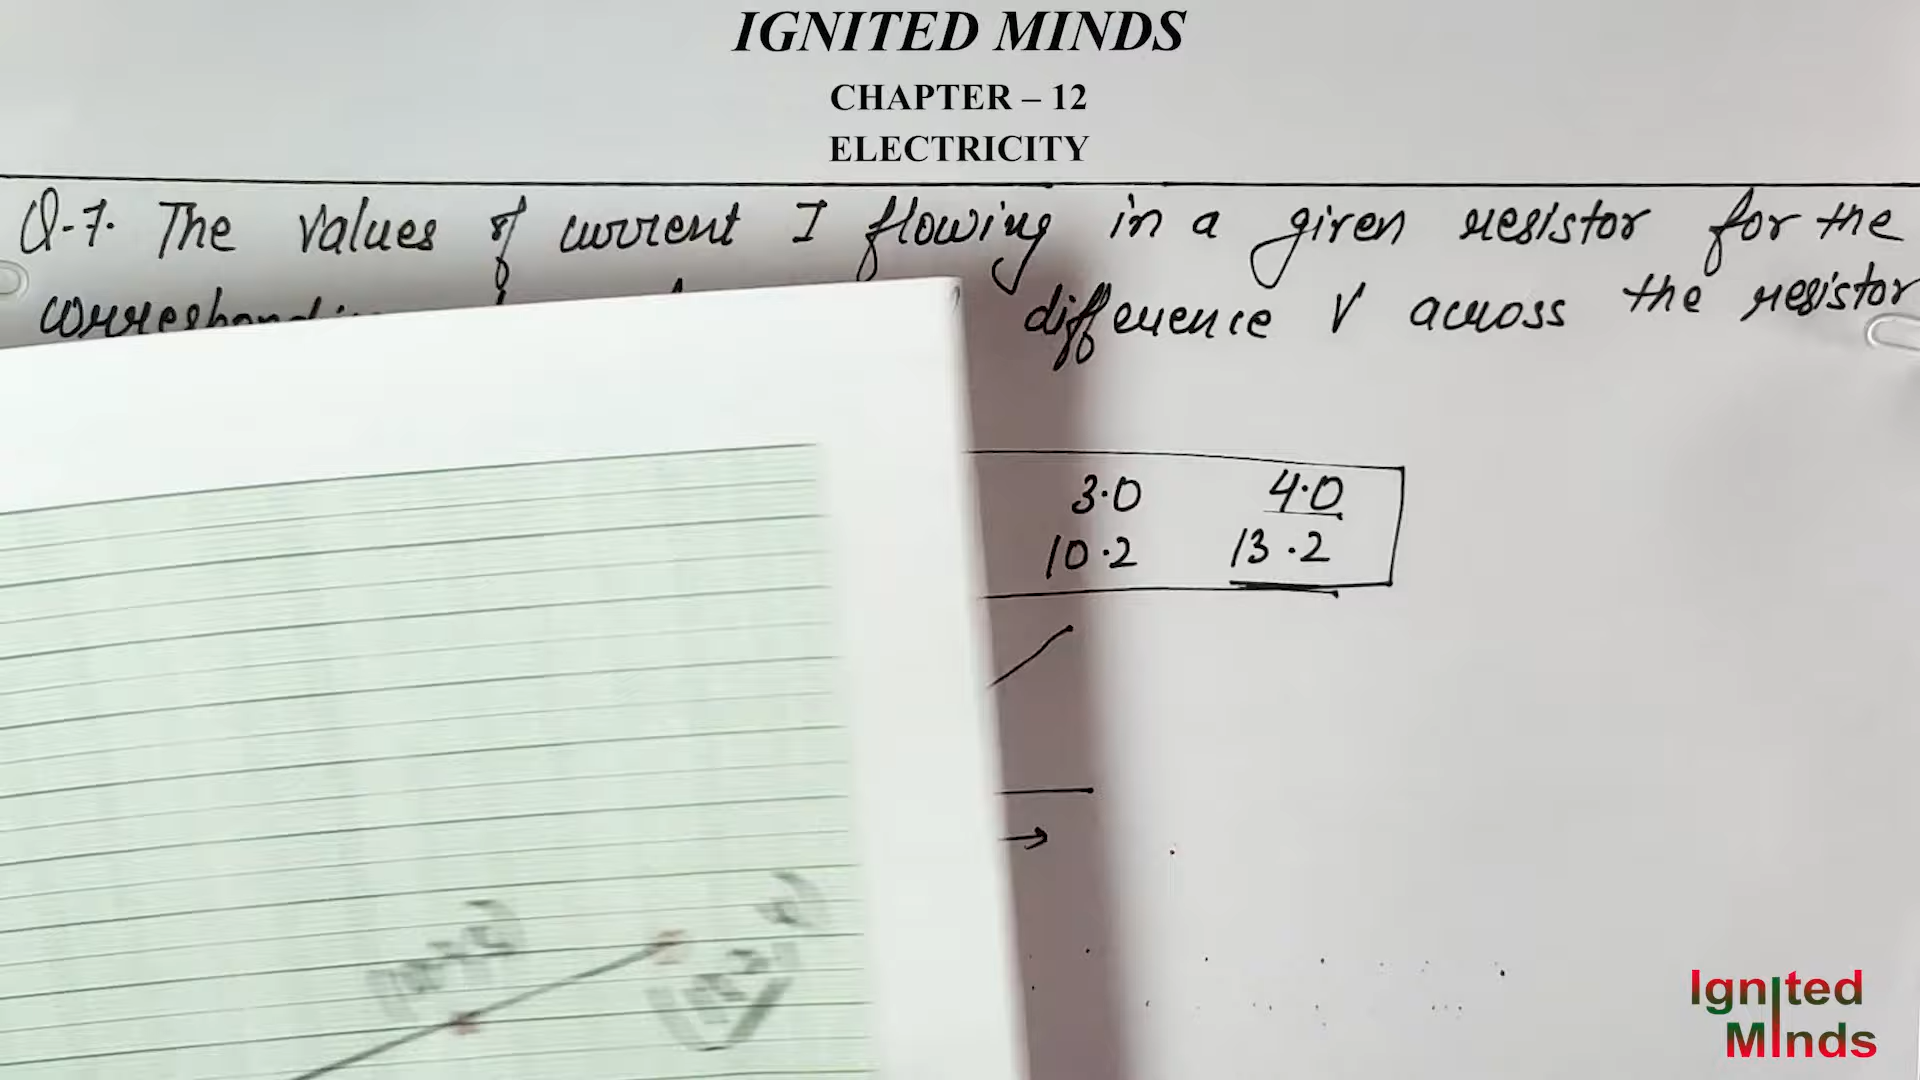 IGNITED MINDS
CHAPTER – 12
ELECTRICITY
Q-7. The values of current I flowing in a given resistor for the
difference V across the resistor
3.0 4.0
10.2 13.2
Ignited
Minds